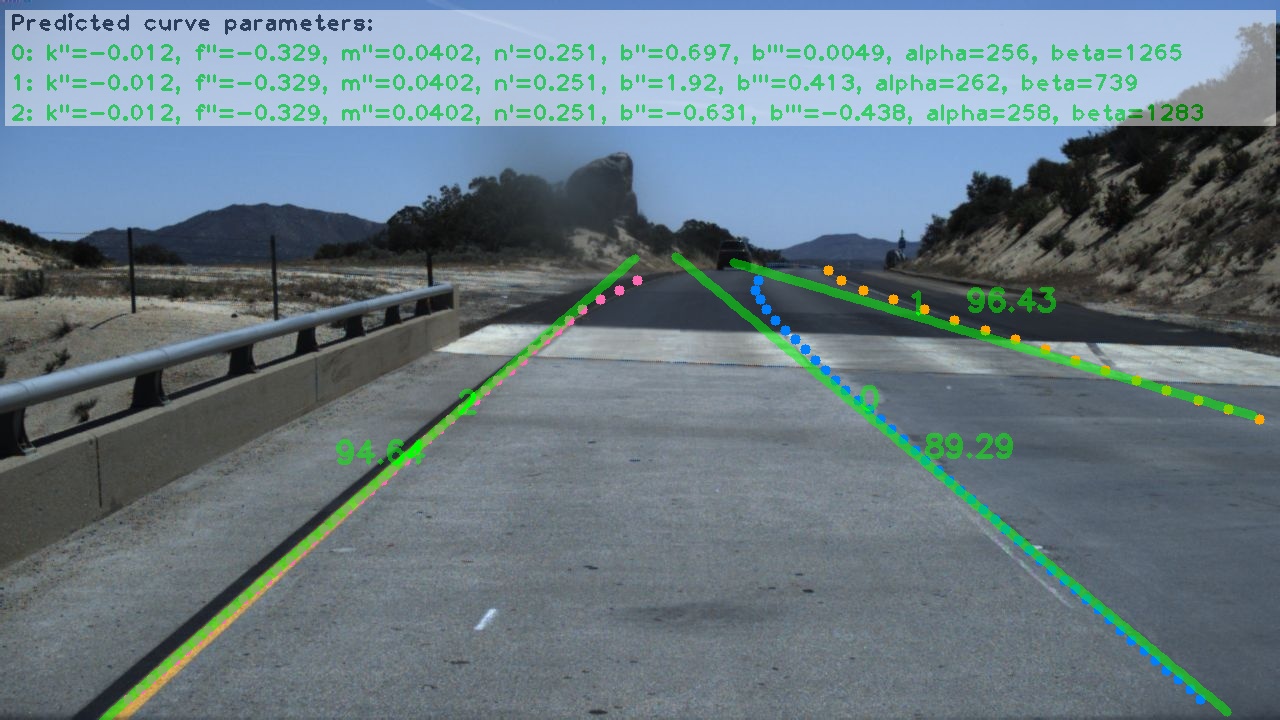 Predicted curve parameters:
0: k''=-0.012, f''=-0.329, m''=0.0402, n'=0.251, b''=0.697, b'''=0.0049, alpha=256, beta=1265
1: k''=-0.012, f''=-0.329, m''=0.0402, n'=0.251, b''=1.92, b'''=0.413, alpha=262, beta=739
2: k''=-0.012, f''=-0.329, m''=0.0402, n'=0.251, b''=-0.631, b'''=-0.438, alpha=258, beta=1283
1 96.43
2 0
94.64 89.29